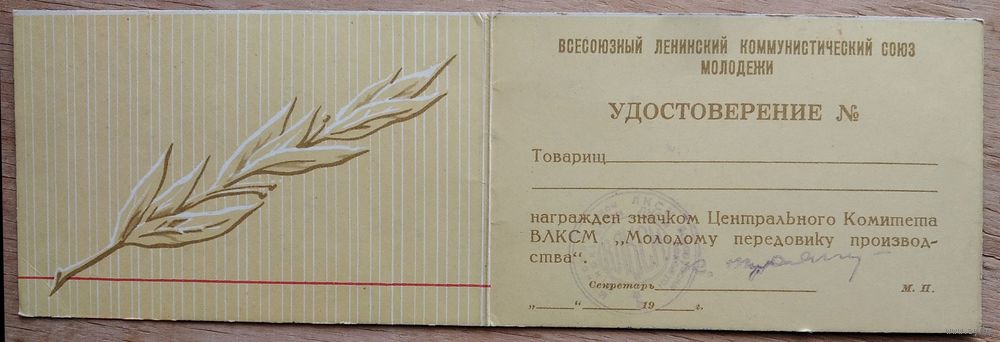 ВСЕСОЮЗНЫЙ ЛЕНИНСКИЙ КОММУНИСТИЧЕСКИЙ СОЮЗ
МОЛОДЕЖИ
УДОСТОВЕРЕНИЕ №
Товарищ
награжден значком Центрального Комитета
ВЛКСМ „Молодому передовику производ-
ства“.
Секретарь М. П.
„ “ 19 г.